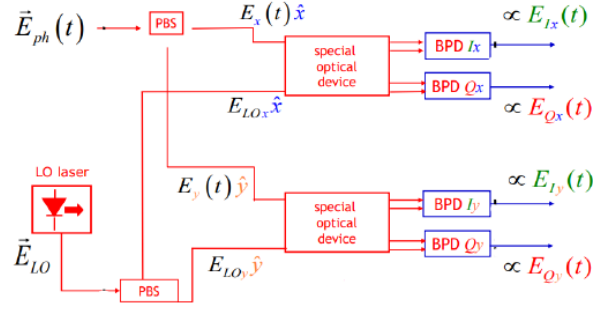 E⃗ph(t)
PBS
Ex(t)x̂
special optical device
BPD Ix
∝ EIx(t)
ELOx x̂
BPD Qx
∝ EQx(t)
LO laser
Ey(t)ŷ
special optical device
BPD Iy
∝ EIy(t)
E⃗LO
PBS
ELOy ŷ
BPD Qy
∝ EQy(t)